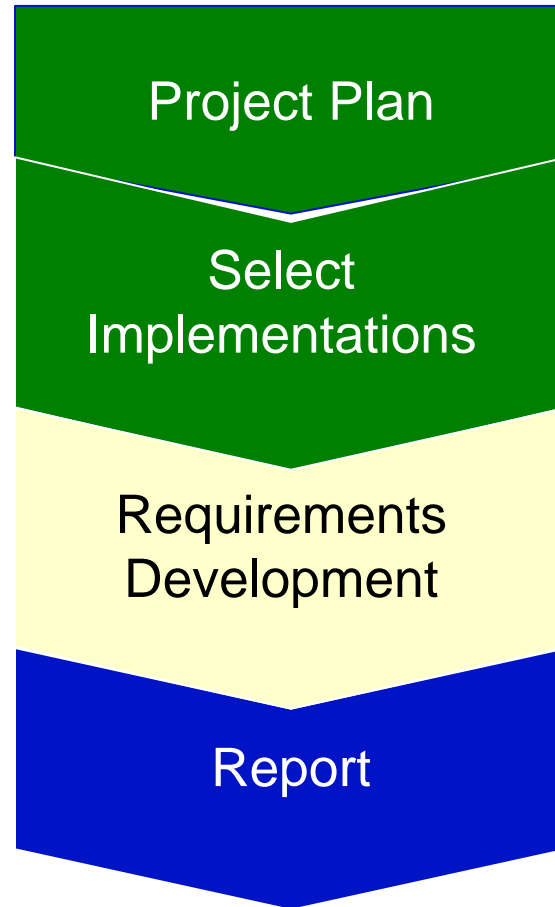 Project Plan
Select
Implementations
Requirements
Development
Report